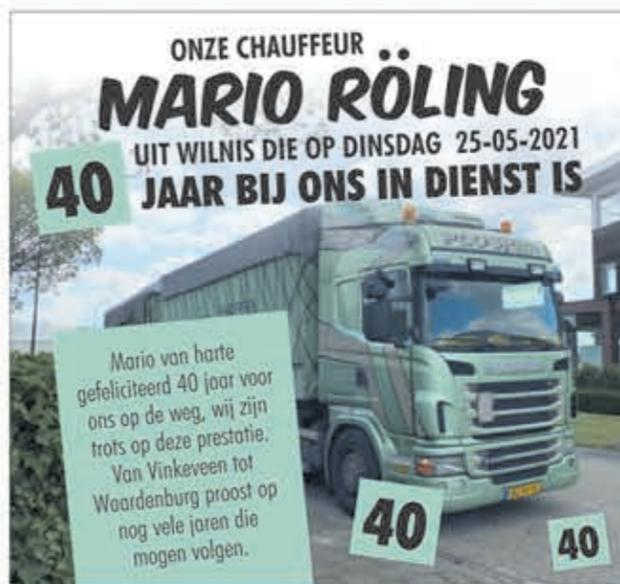 ONZE CHAUFFEUR
MARIO RÖLING
UIT WILNIS DIE OP DINSDAG 25-05-2021
40 JAAR BIJ ONS IN DIENST IS
Mario van harte
gefeliciteerd 40 jaar voor
ons op de weg, wij zijn
trots op deze prestatie.
Van Vinkeveen tot
Waardenburg proost op
nog vele jaren die
mogen volgen.
40
40